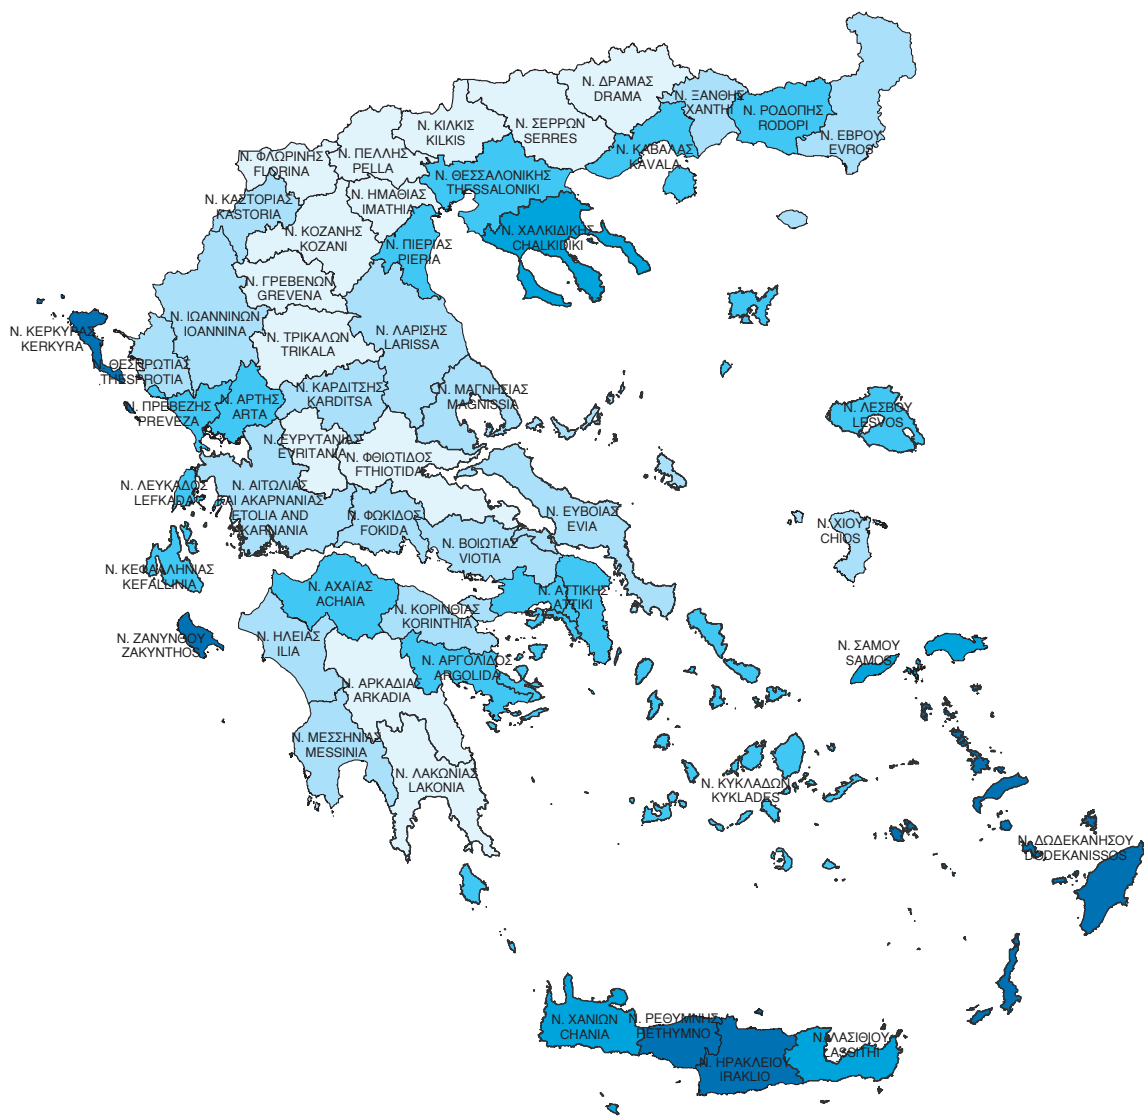 Ν. ΔΡΑΜΑΣ
DRAMA
Ν. ΞΑΝΘΗΣ
XANTHI
Ν. ΡΟΔΟΠΗΣ
RODOPI
Ν. ΕΒΡΟΥ
EVROS
Ν. ΚΙΛΚΙΣ
KILKIS
Ν. ΣΕΡΡΩΝ
SERRES
Ν. ΚΑΒΑΛΑΣ
KAVALA
Ν. ΦΛΩΡΙΝΗΣ
FLORINA
Ν. ΠΕΛΛΗΣ
PELLA
Ν. ΘΕΣΣΑΛΟΝΙΚΗΣ
THESSALONIKI
Ν. ΚΑΣΤΟΡΙΑΣ
KASTORIA
Ν. ΗΜΑΘΙΑΣ
IMATHIA
Ν. ΚΟΖΑΝΗΣ
KOZANI
Ν. ΠΙΕΡΙΑΣ
PIERIA
Ν. ΧΑΛΚΙΔΙΚΗΣ
CHALKIDIKI
Ν. ΓΡΕΒΕΝΩΝ
GREVENA
Ν. ΙΩΑΝΝΙΝΩΝ
IOANNINA
Ν. ΚΕΡΚΥΡΑΣ
KERKYRA
Ν. ΤΡΙΚΑΛΩΝ
TRIKALA
Ν. ΛΑΡΙΣΗΣ
LARISSA
Ν. ΘΕΣΠΡΩΤΙΑΣ
THESPROTIA
Ν. ΠΡΕΒΕΖΗΣ
PREVEZA
Ν. ΑΡΤΗΣ
ARTA
Ν. ΚΑΡΔΙΤΣΗΣ
KARDITSA
Ν. ΜΑΓΝΗΣΙΑΣ
MAGNISSIA
Ν. ΛΕΣΒΟΥ
LESVOS
Ν. ΕΥΡΥΤΑΝΙΑΣ
EVRITANIA
Ν. ΦΘΙΩΤΙΔΟΣ
FTHIOTIDA
Ν. ΛΕΥΚΑΔΟΣ
LEFKADA
Ν. ΑΙΤΩΛΙΑΣ
ΚΑΙ ΑΚΑΡΝΑΝΙΑΣ
ETOLIA AND
AKARNANIA
Ν. ΦΩΚΙΔΟΣ
FOKIDA
Ν. ΕΥΒΟΙΑΣ
EVIA
Ν. ΧΙΟΥ
CHIOS
Ν. ΒΟΙΩΤΙΑΣ
VIOTIA
Ν. ΚΕΦΑΛΛΗΝΙΑΣ
KEFALLINIA
Ν. ΑΧΑΪΑΣ
ACHAIA
Ν. ΑΤΤΙΚΗΣ
ATTIKI
Ν. ΚΟΡΙΝΘΙΑΣ
KORINTHIA
Ν. ΖΑΝΥΝΘΟΥ
ZAKYNTHOS
Ν. ΗΛΕΙΑΣ
ILIA
Ν. ΣΑΜΟΥ
SAMOS
Ν. ΑΡΓΟΛΙΔΟΣ
ARGOLIDA
Ν. ΑΡΚΑΔΙΑΣ
ARKADIA
Ν. ΜΕΣΣΗΝΙΑΣ
MESSINIA
Ν. ΛΑΚΩΝΙΑΣ
LAKONIA
Ν. ΚΥΚΛΑΔΩΝ
KYKLADES
Ν. ΔΩΔΕΚΑΝΗΣΟΥ
DODEKANISSOS
Ν. ΧΑΝΙΩΝ
CHANIA
Ν. ΡΕΘΥΜΝΗΣ
RETHYMNO
Ν. ΗΡΑΚΛΕΙΟΥ
IRAKLIO
Ν. ΛΑΣΙΘΙΟΥ
LASSITHI